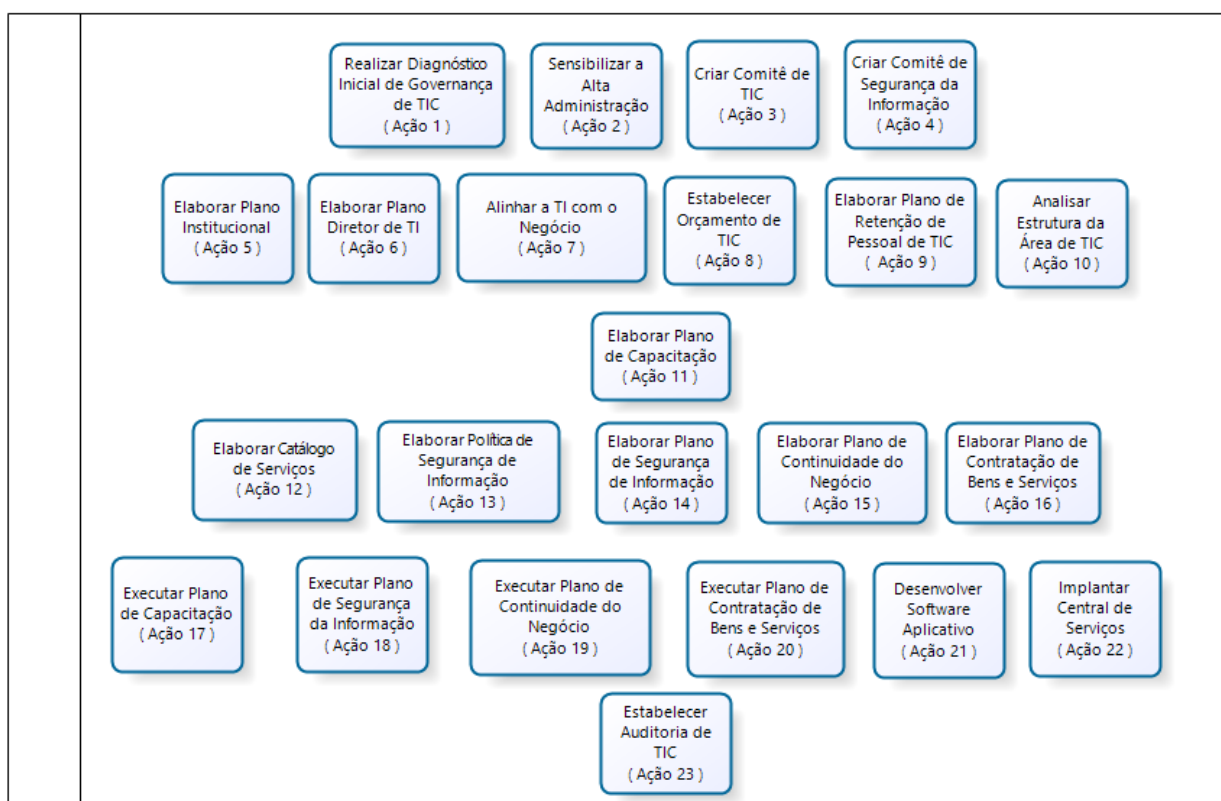 Realizar Diagnóstico
Inicial de Governança
de TIC
( Ação 1 )
Sensibilizar a
Alta
Administração
( Ação 2 )
Criar Comitê de
TIC
( Ação 3 )
Criar Comitê de
Segurança da
Informação
( Ação 4 )
Elaborar Plano
Institucional
( Ação 5 )
Elaborar Plano
Diretor de TI
( Ação 6 )
Alinhar a TI com o
Negócio
( Ação 7 )
Estabelecer
Orçamento de
TIC
( Ação 8 )
Elaborar Plano de
Retenção de
Pessoal de TIC
( Ação 9 )
Analisar
Estrutura da
Área de TIC
( Ação 10 )
Elaborar Plano
de Capacitação
( Ação 11 )
Elaborar Catálogo
de Serviços
( Ação 12 )
Elaborar Política de
Segurança de
Informação
( Ação 13 )
Elaborar Plano
de Segurança
de Informação
( Ação 14 )
Elaborar Plano de
Continuidade do
Negócio
( Ação 15 )
Elaborar Plano de
Contratação de
Bens e Serviços
( Ação 16 )
Executar Plano
de Capacitação
( Ação 17 )
Executar Plano
de Segurança
da Informação
( Ação 18 )
Executar Plano de
Continuidade do
Negócio
( Ação 19 )
Executar Plano de
Contratação de
Bens e Serviços
( Ação 20 )
Desenvolver
Software
Aplicativo
( Ação 21 )
Implantar
Central de
Serviços
( Ação 22 )
Estabelecer
Auditoria de
TIC
( Ação 23 )